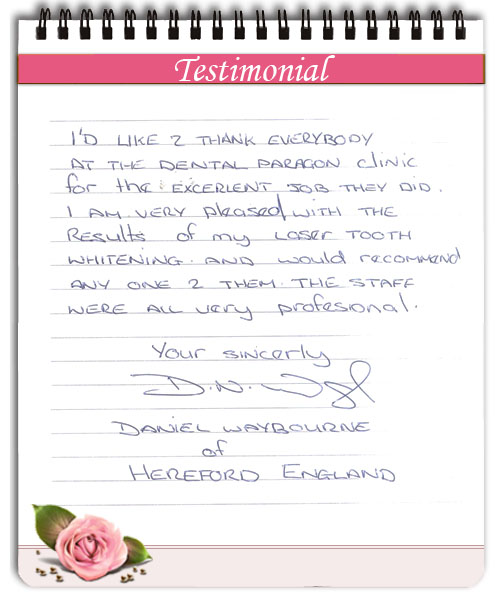 Testimonial
I'D LIKE 2 THANK EVERYBODY
AT THE DENTAL PARAGON clinic
for the EXCERLENT JOB THEY DID.
I AM VERY pleased WITH THE
Results of my LASER TOOTH
WHITENING. AND would recommend
ANY ONE 2 THEM. THE STAFF
WERE ALL very profesional.
Your sincerly
D.N.
DANIEL WAYBOURNE
of
HEREFORD ENGLAND